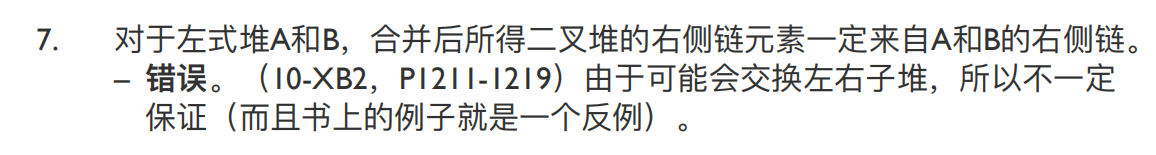 7. 对于左式堆A和B，合并后所得二叉堆的右侧链元素一定来自A和B的右侧链。
– 错误。（10-XB2，P1211-1219）由于可能会交换左右子堆，所以不一定
保证（而且书上的例子就是一个反例）。